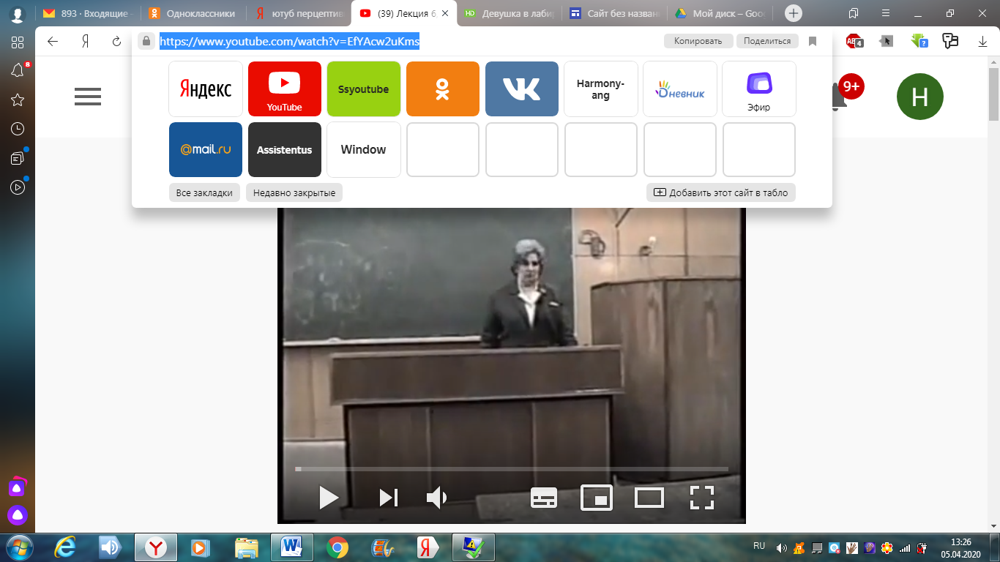 893 · Входящие –
Одноклассники
ютуб перцептив
(39) Лекция 6
Девушка в лаби
Сайт без назван
Мой диск – Goo
8
https://www.youtube.com/watch?v=EfYAcw2uKms
Копировать
Поделиться
4
?
Яндекс
YouTube
Ssyoutube
VK
Harmony-
ang
Дневник
Эфир
@mail.ru
Assistentus
Window
Все закладки
Недавно закрытые
Добавить этот сайт в табло
9+
Н
RU
13:26
05.04.2020